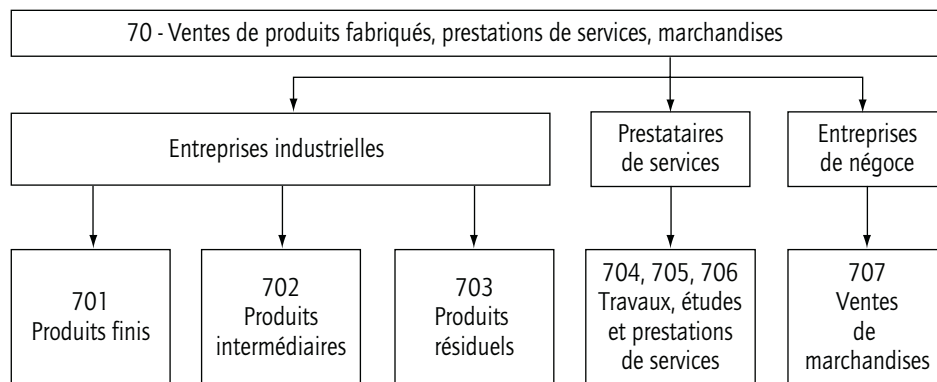 70 - Ventes de produits fabriqués, prestations de services, marchandises
Entreprises industrielles
Prestataires
de services
Entreprises
de négoce
701
Produits finis
702
Produits
intermédiaires
703
Produits
résiduels
704, 705, 706
Travaux, études
et prestations
de services
707
Ventes
de
marchandises